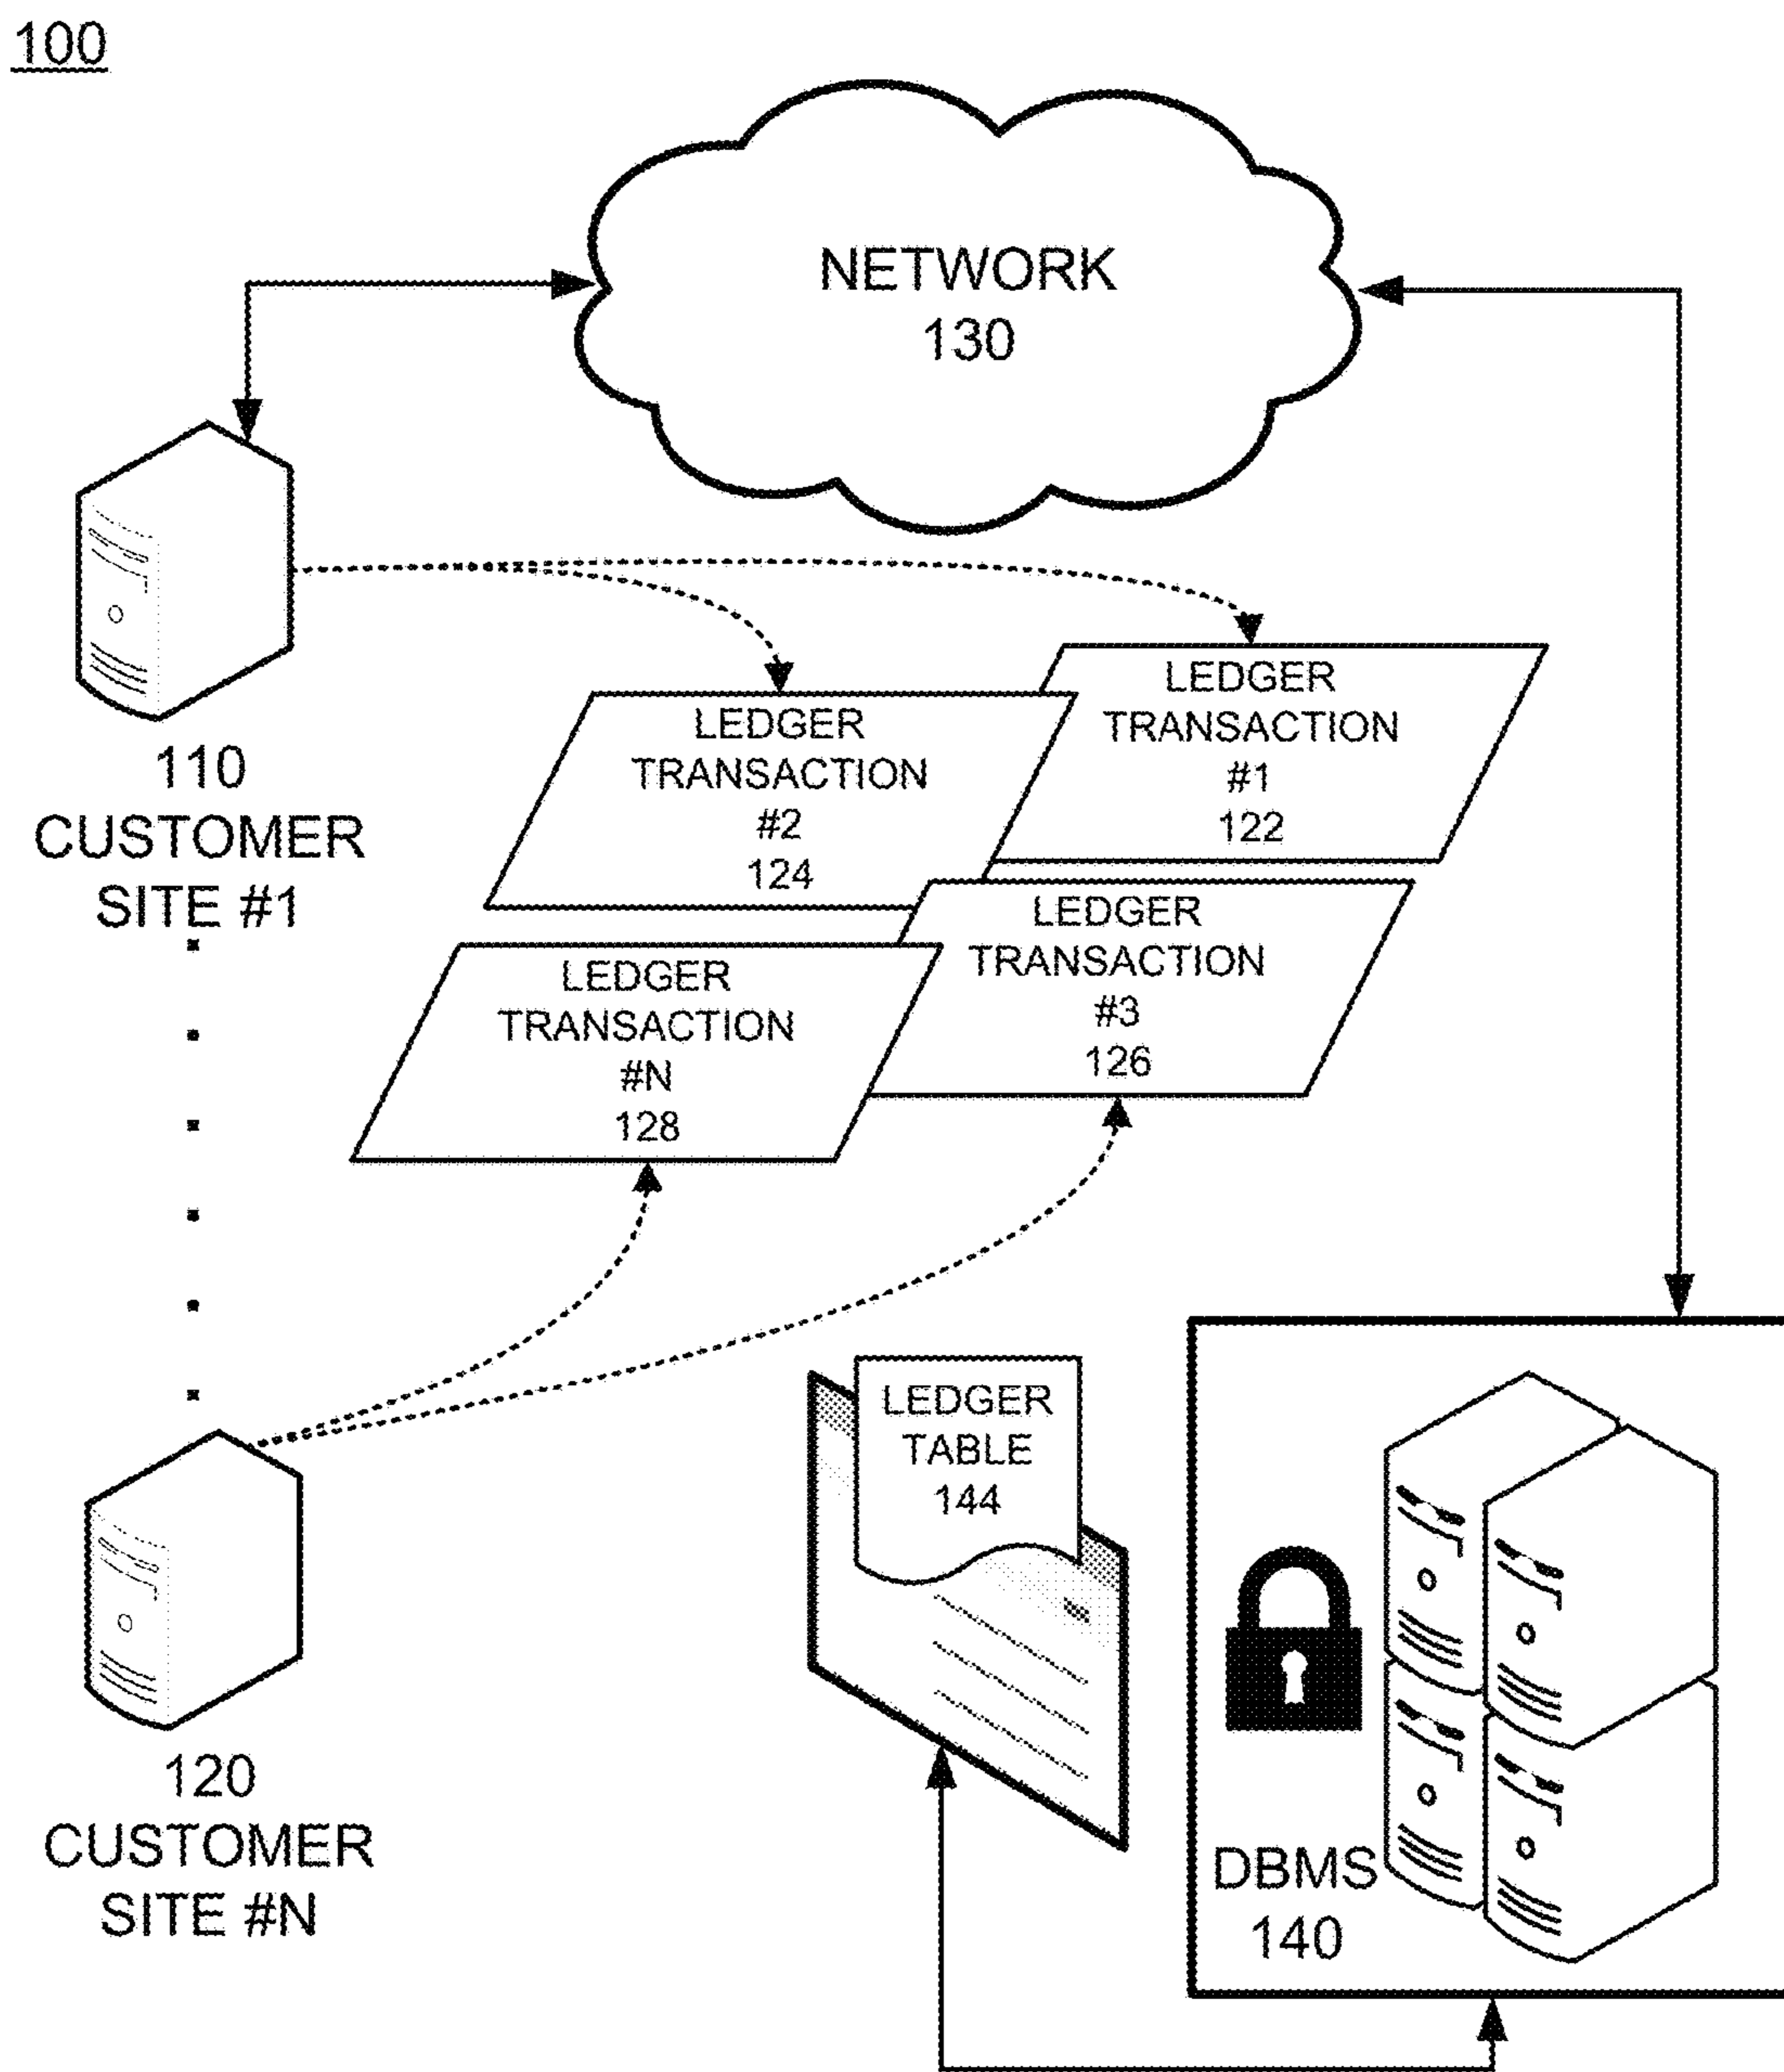 100
NETWORK
130
110
CUSTOMER
SITE #1
LEDGER
TRANSACTION
#1
122
LEDGER
TRANSACTION
#2
124
LEDGER
TRANSACTION
#3
126
LEDGER
TRANSACTION
#N
128
LEDGER
TABLE
144
120
CUSTOMER
SITE #N
DBMS
140